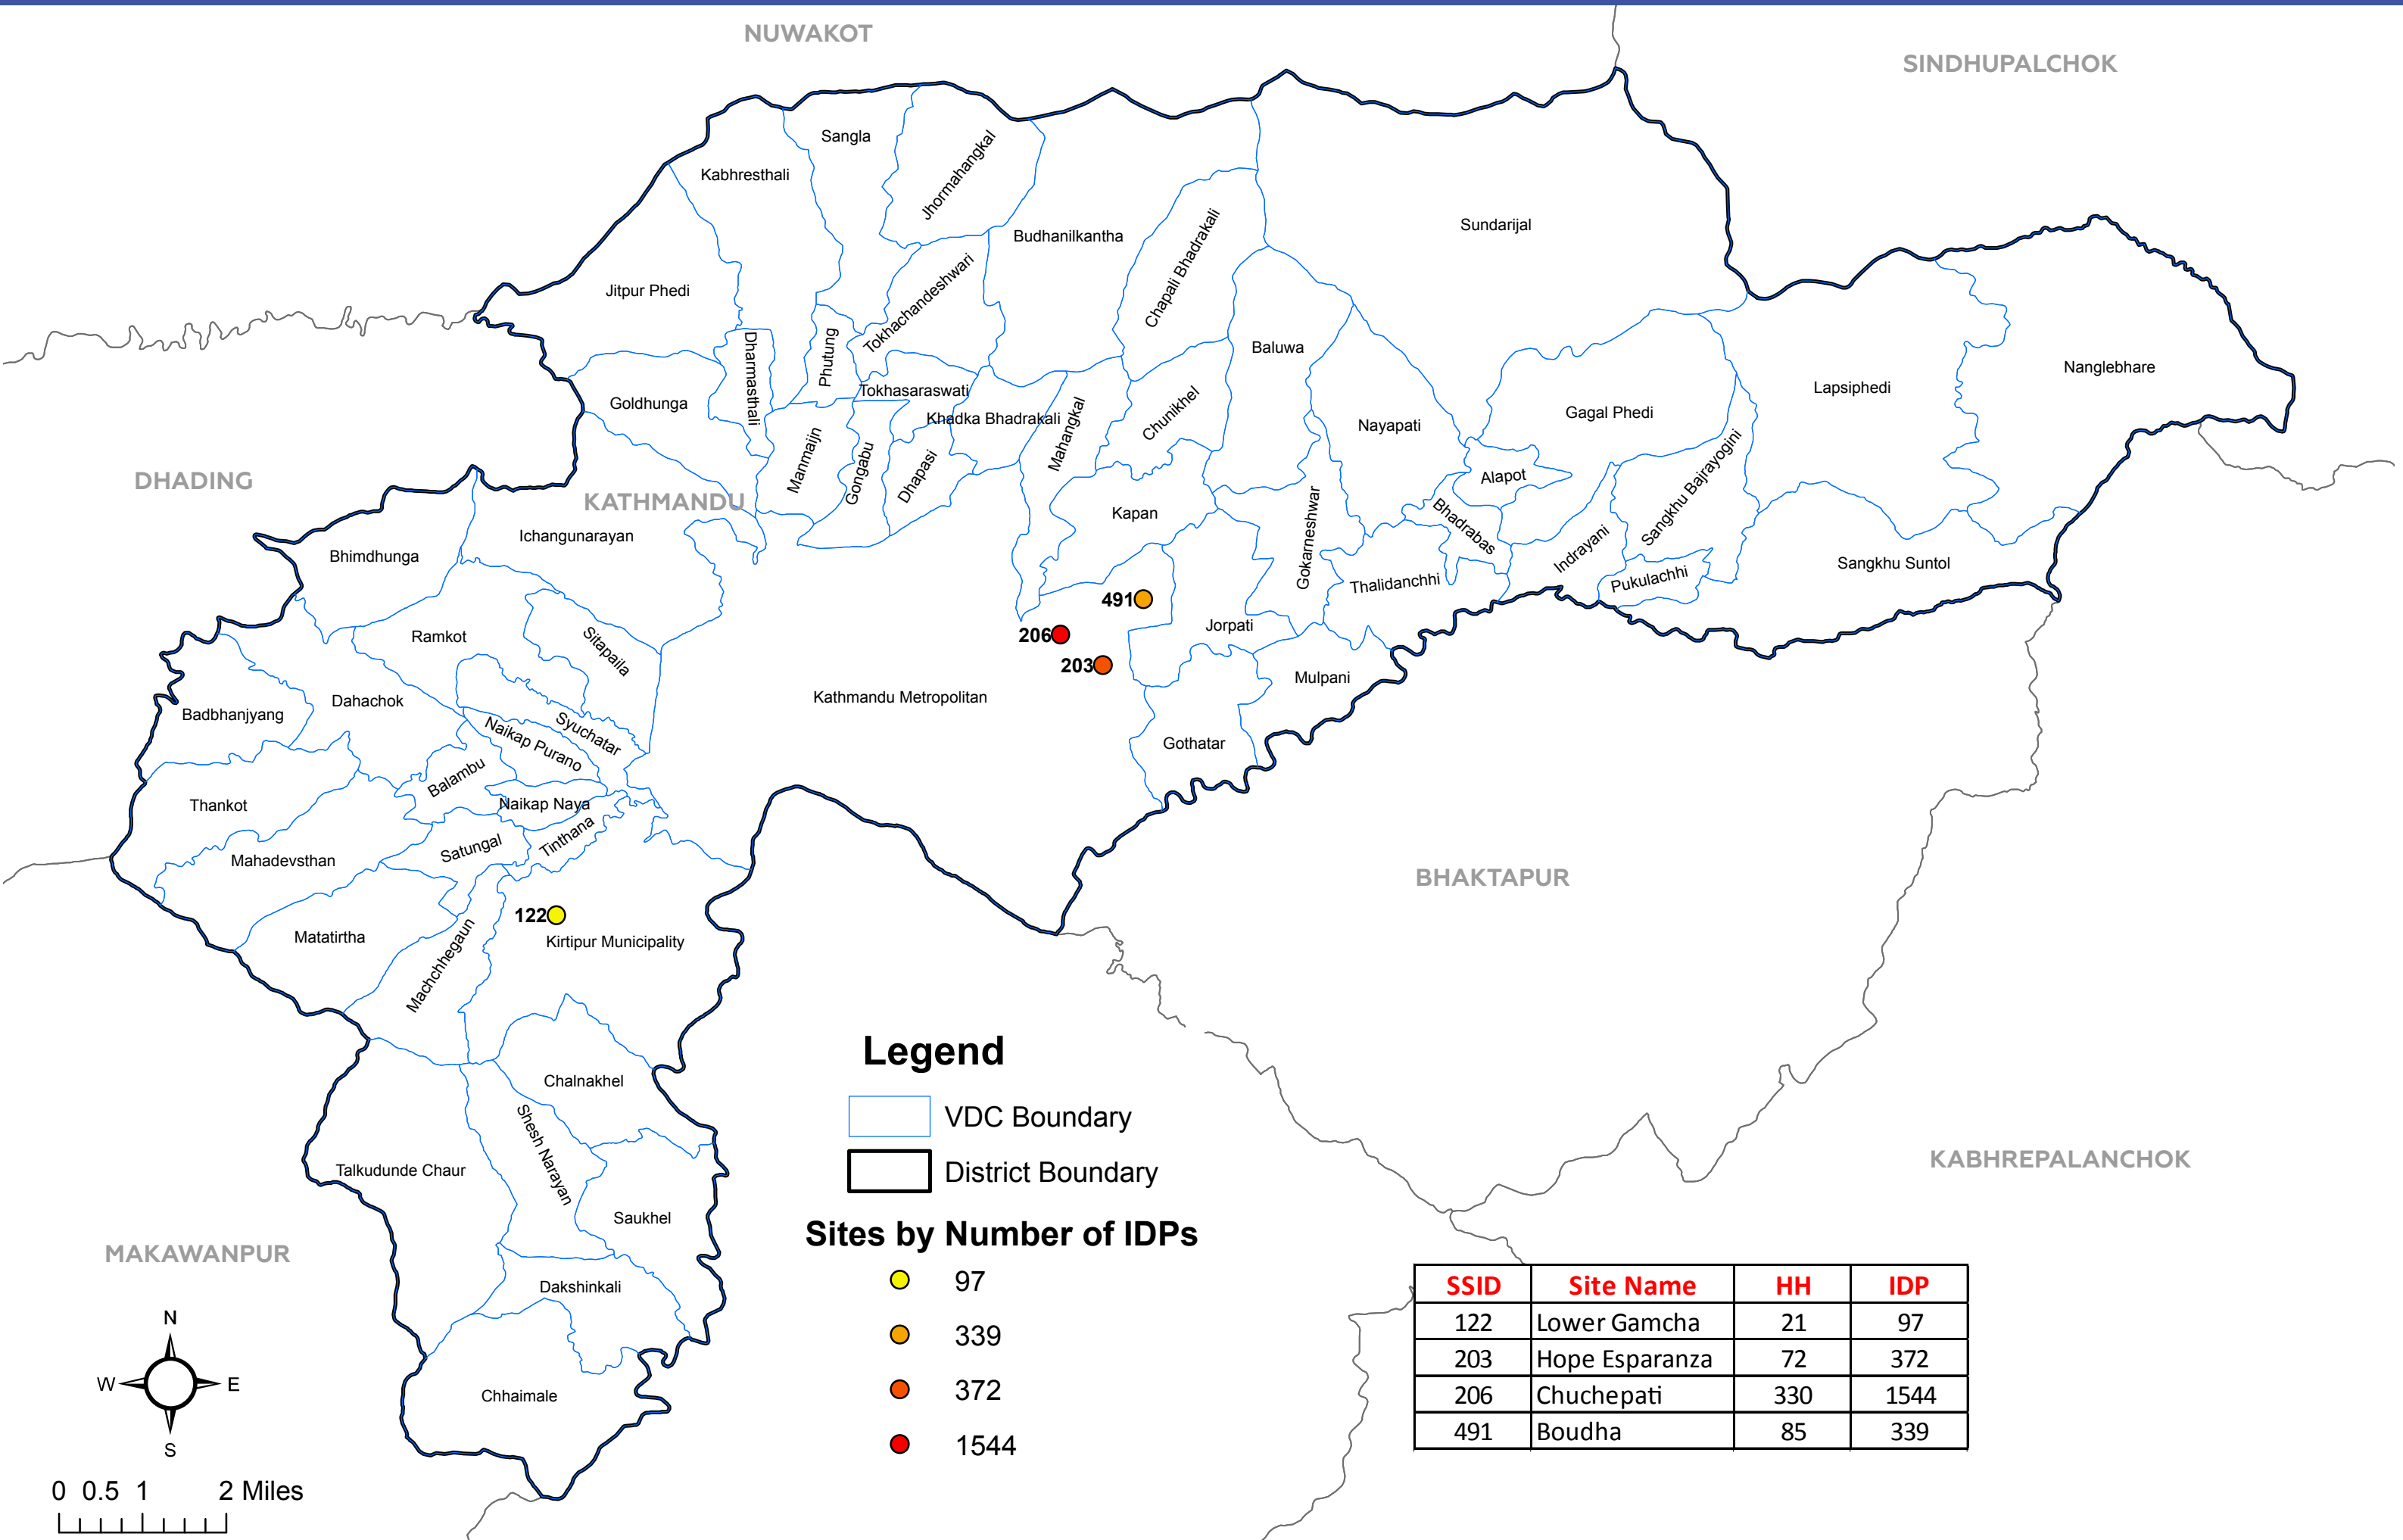 NUWAKOT
SINDHUPALCHOK
Sangla
Jhormahangkal
Kabhresthali
Budhanilkantha
Chapali Bhadrakali
Sundarijal
Jitpur Phedi
Tokhachandeshwari
Dharmasthali
Phutung
Baluwa
Nanglebhare
Lapsiphedi
Goldhunga
Tokhasaraswati
Khadka Bhadrakali
Mahangkal
Chunikhel
Nayapati
Gagal Phedi
Manmaijn
Gongabu
Dhapasi
Alapot
Sangkhu Bajrayogini
DHADING
KATHMANDU
Ichangunarayan
Kapan
Gokarneshwar
Bhadrabas
Indrayani
Bhimdhunga
Thalidanchhi
Pukulachhi
Sangkhu Suntol
491
Ramkot
Sitapaila
206
Jorpati
203
Mulpani
Badbhanjyang
Dahachok
Kathmandu Metropolitan
Syuchatar
Naikap Purano
Gothatar
Balambu
Thankot
Naikap Naya
Tinthana
Satungal
Mahadevsthan
BHAKTAPUR
122
Kirtipur Municipality
Matatirtha
Machchhegaun
Chalnakhel
Shesh Narayan
Talkudunde Chaur
Saukhel
KABHREPALANCHOK
MAKAWANPUR
Dakshinkali
Chhaimale
Legend
VDC Boundary
District Boundary
Sites by Number of IDPs
97
339
372
1544
SSID Site Name HH IDP
122 Lower Gamcha 21 97
203 Hope Esparanza 72 372
206 Chuchepati 330 1544
491 Boudha 85 339
N
W E
S
0 0.5 1 2 Miles